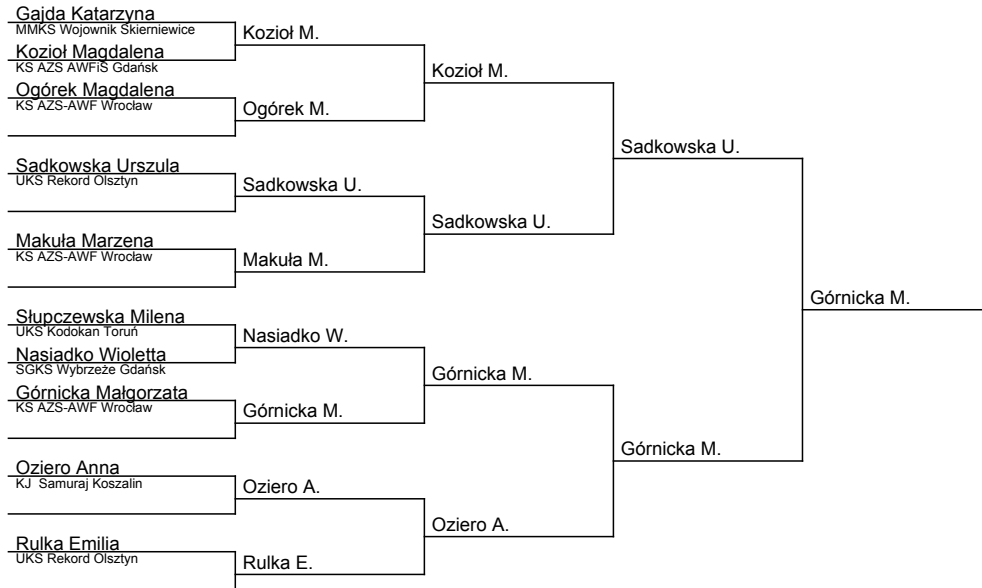 Gajda Katarzyna
MMKS Wojownik Skierniewice
Kozioł M.
Kozioł Magdalena
KS AZS AWFiS Gdańsk
Kozioł M.
Ogórek Magdalena
KS AZS-AWF Wrocław
Ogórek M.
Sadkowska U.
Sadkowska Urszula
UKS Rekord Olsztyn
Sadkowska U.
Sadkowska U.
Makuła Marzena
KS AZS-AWF Wrocław
Makuła M.
Górnicka M.
Słupczewska Milena
UKS Kodokan Toruń
Nasiadko W.
Nasiadko Wioletta
SGKS Wybrzeże Gdańsk
Górnicka M.
Górnicka Małgorzata
KS AZS-AWF Wrocław
Górnicka M.
Górnicka M.
Oziero Anna
KJ  Samuraj Koszalin
Oziero A.
Oziero A.
Rulka Emilia
UKS Rekord Olsztyn
Rulka E.